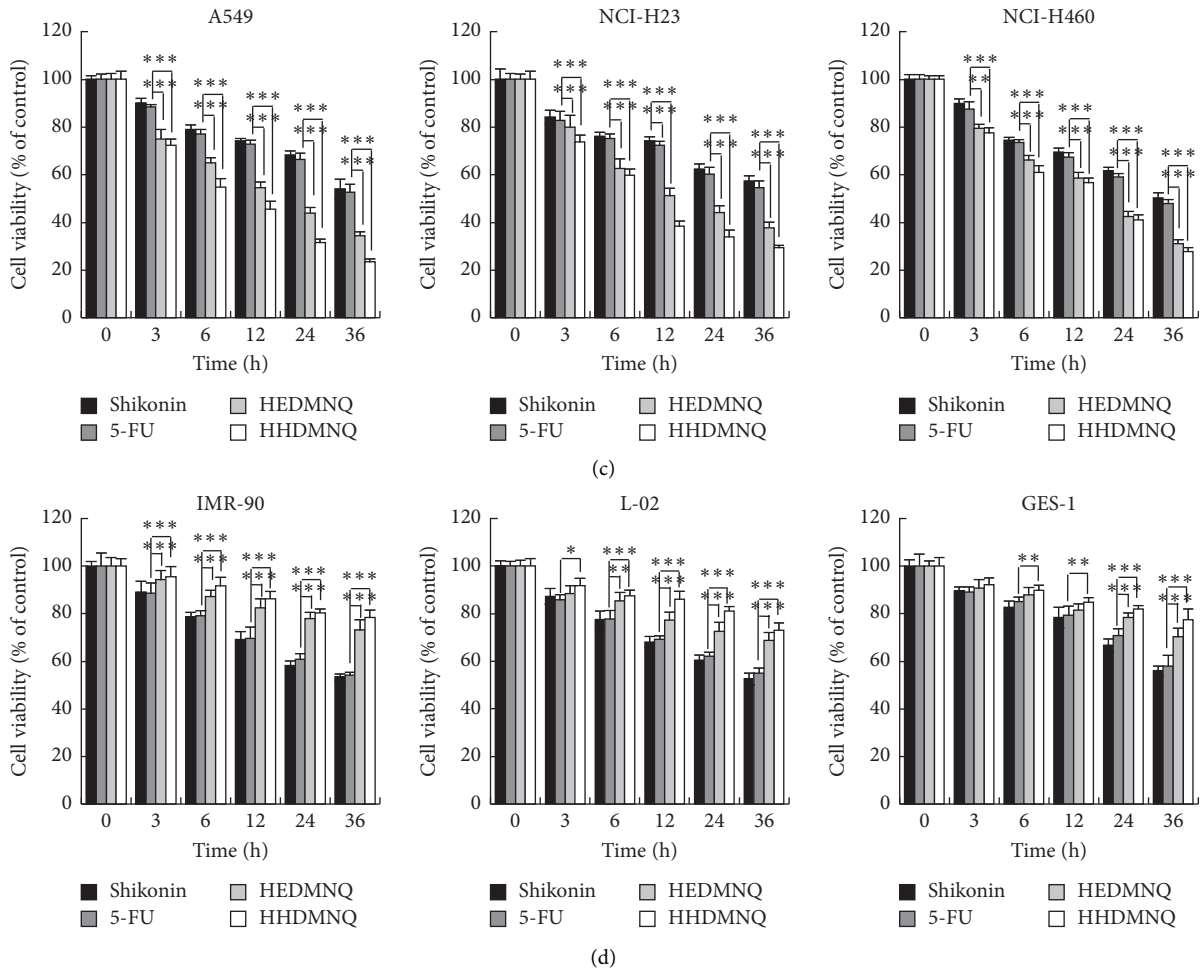 A549
Cell viability (% of control)
120
100
80
60
40
20
0
*** *** *** *** ***
*** *** *** *** ***
0 3 6 12 24 36
Time (h)
Shikonin HEDMNQ
5-FU HHDMNQ
NCI-H23
Cell viability (% of control)
120
100
80
60
40
20
0
*** *** *** *** ***
*** *** *** *** ***
0 3 6 12 24 36
Time (h)
Shikonin HEDMNQ
5-FU HHDMNQ
NCI-H460
Cell viability (% of control)
120
100
80
60
40
20
0
*** *** *** *** ***
** *** *** *** ***
0 3 6 12 24 36
Time (h)
Shikonin HEDMNQ
5-FU HHDMNQ
(c)
IMR-90
Cell viability (% of control)
120
100
80
60
40
20
0
*** *** *** *** ***
*** *** *** *** ***
0 3 6 12 24 36
Time (h)
Shikonin HEDMNQ
5-FU HHDMNQ
L-02
Cell viability (% of control)
120
100
80
60
40
20
0
* *** *** *** ***
** *** *** ***
0 3 6 12 24 36
Time (h)
Shikonin HEDMNQ
5-FU HHDMNQ
GES-1
Cell viability (% of control)
120
100
80
60
40
20
0
** ** *** ***
*** ***
0 3 6 12 24 36
Time (h)
Shikonin HEDMNQ
5-FU HHDMNQ
(d)